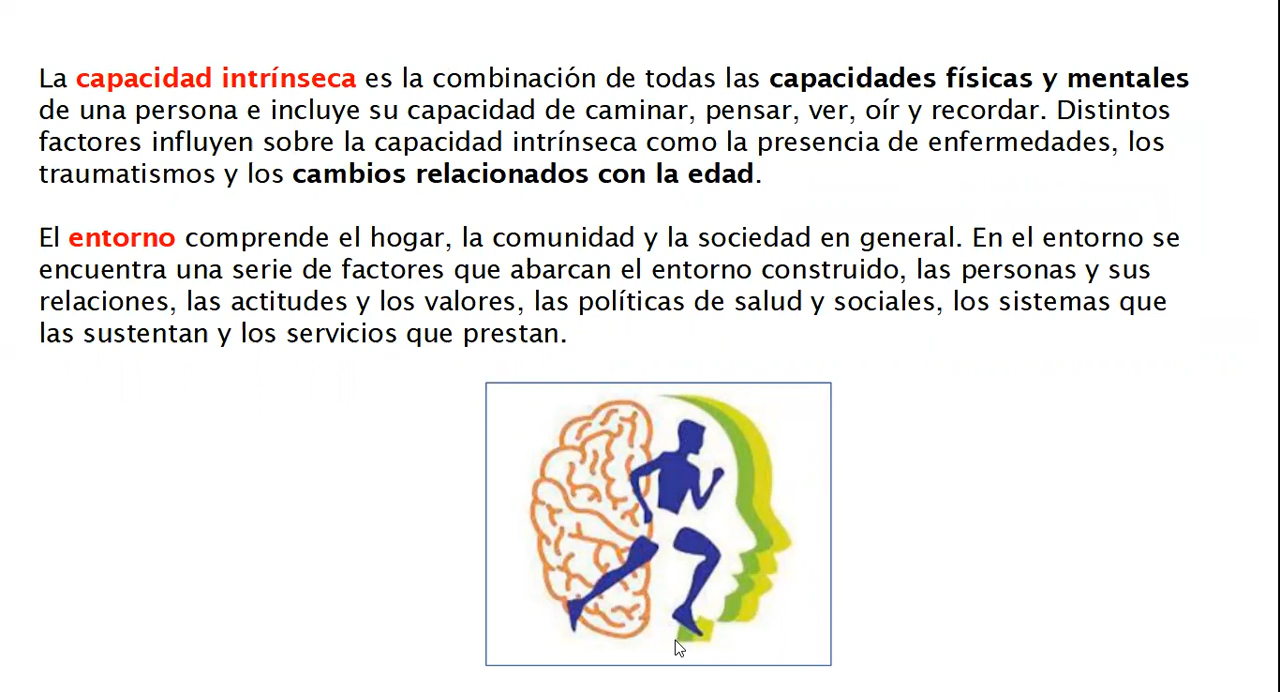 La capacidad intrínseca es la combinación de todas las capacidades físicas y mentales
de una persona e incluye su capacidad de caminar, pensar, ver, oír y recordar. Distintos
factores influyen sobre la capacidad intrínseca como la presencia de enfermedades, los
traumatismos y los cambios relacionados con la edad.
El entorno comprende el hogar, la comunidad y la sociedad en general. En el entorno se
encuentra una serie de factores que abarcan el entorno construido, las personas y sus
relaciones, las actitudes y los valores, las políticas de salud y sociales, los sistemas que
las sustentan y los servicios que prestan.